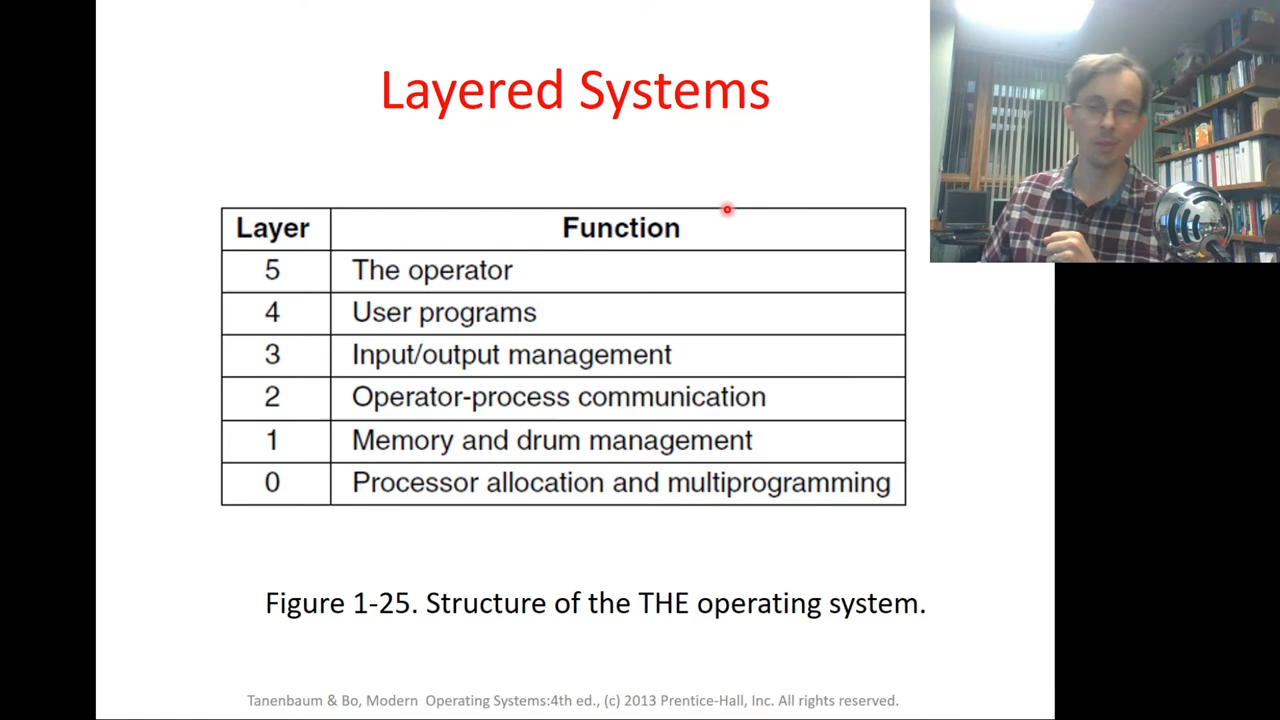 Layered Systems
Layer Function
5 The operator
4 User programs
3 Input/output management
2 Operator-process communication
1 Memory and drum management
0 Processor allocation and multiprogramming
Figure 1-25. Structure of the THE operating system.
Tanenbaum & Bo, Modern  Operating Systems:4th ed., (c) 2013 Prentice-Hall, Inc. All rights reserved.